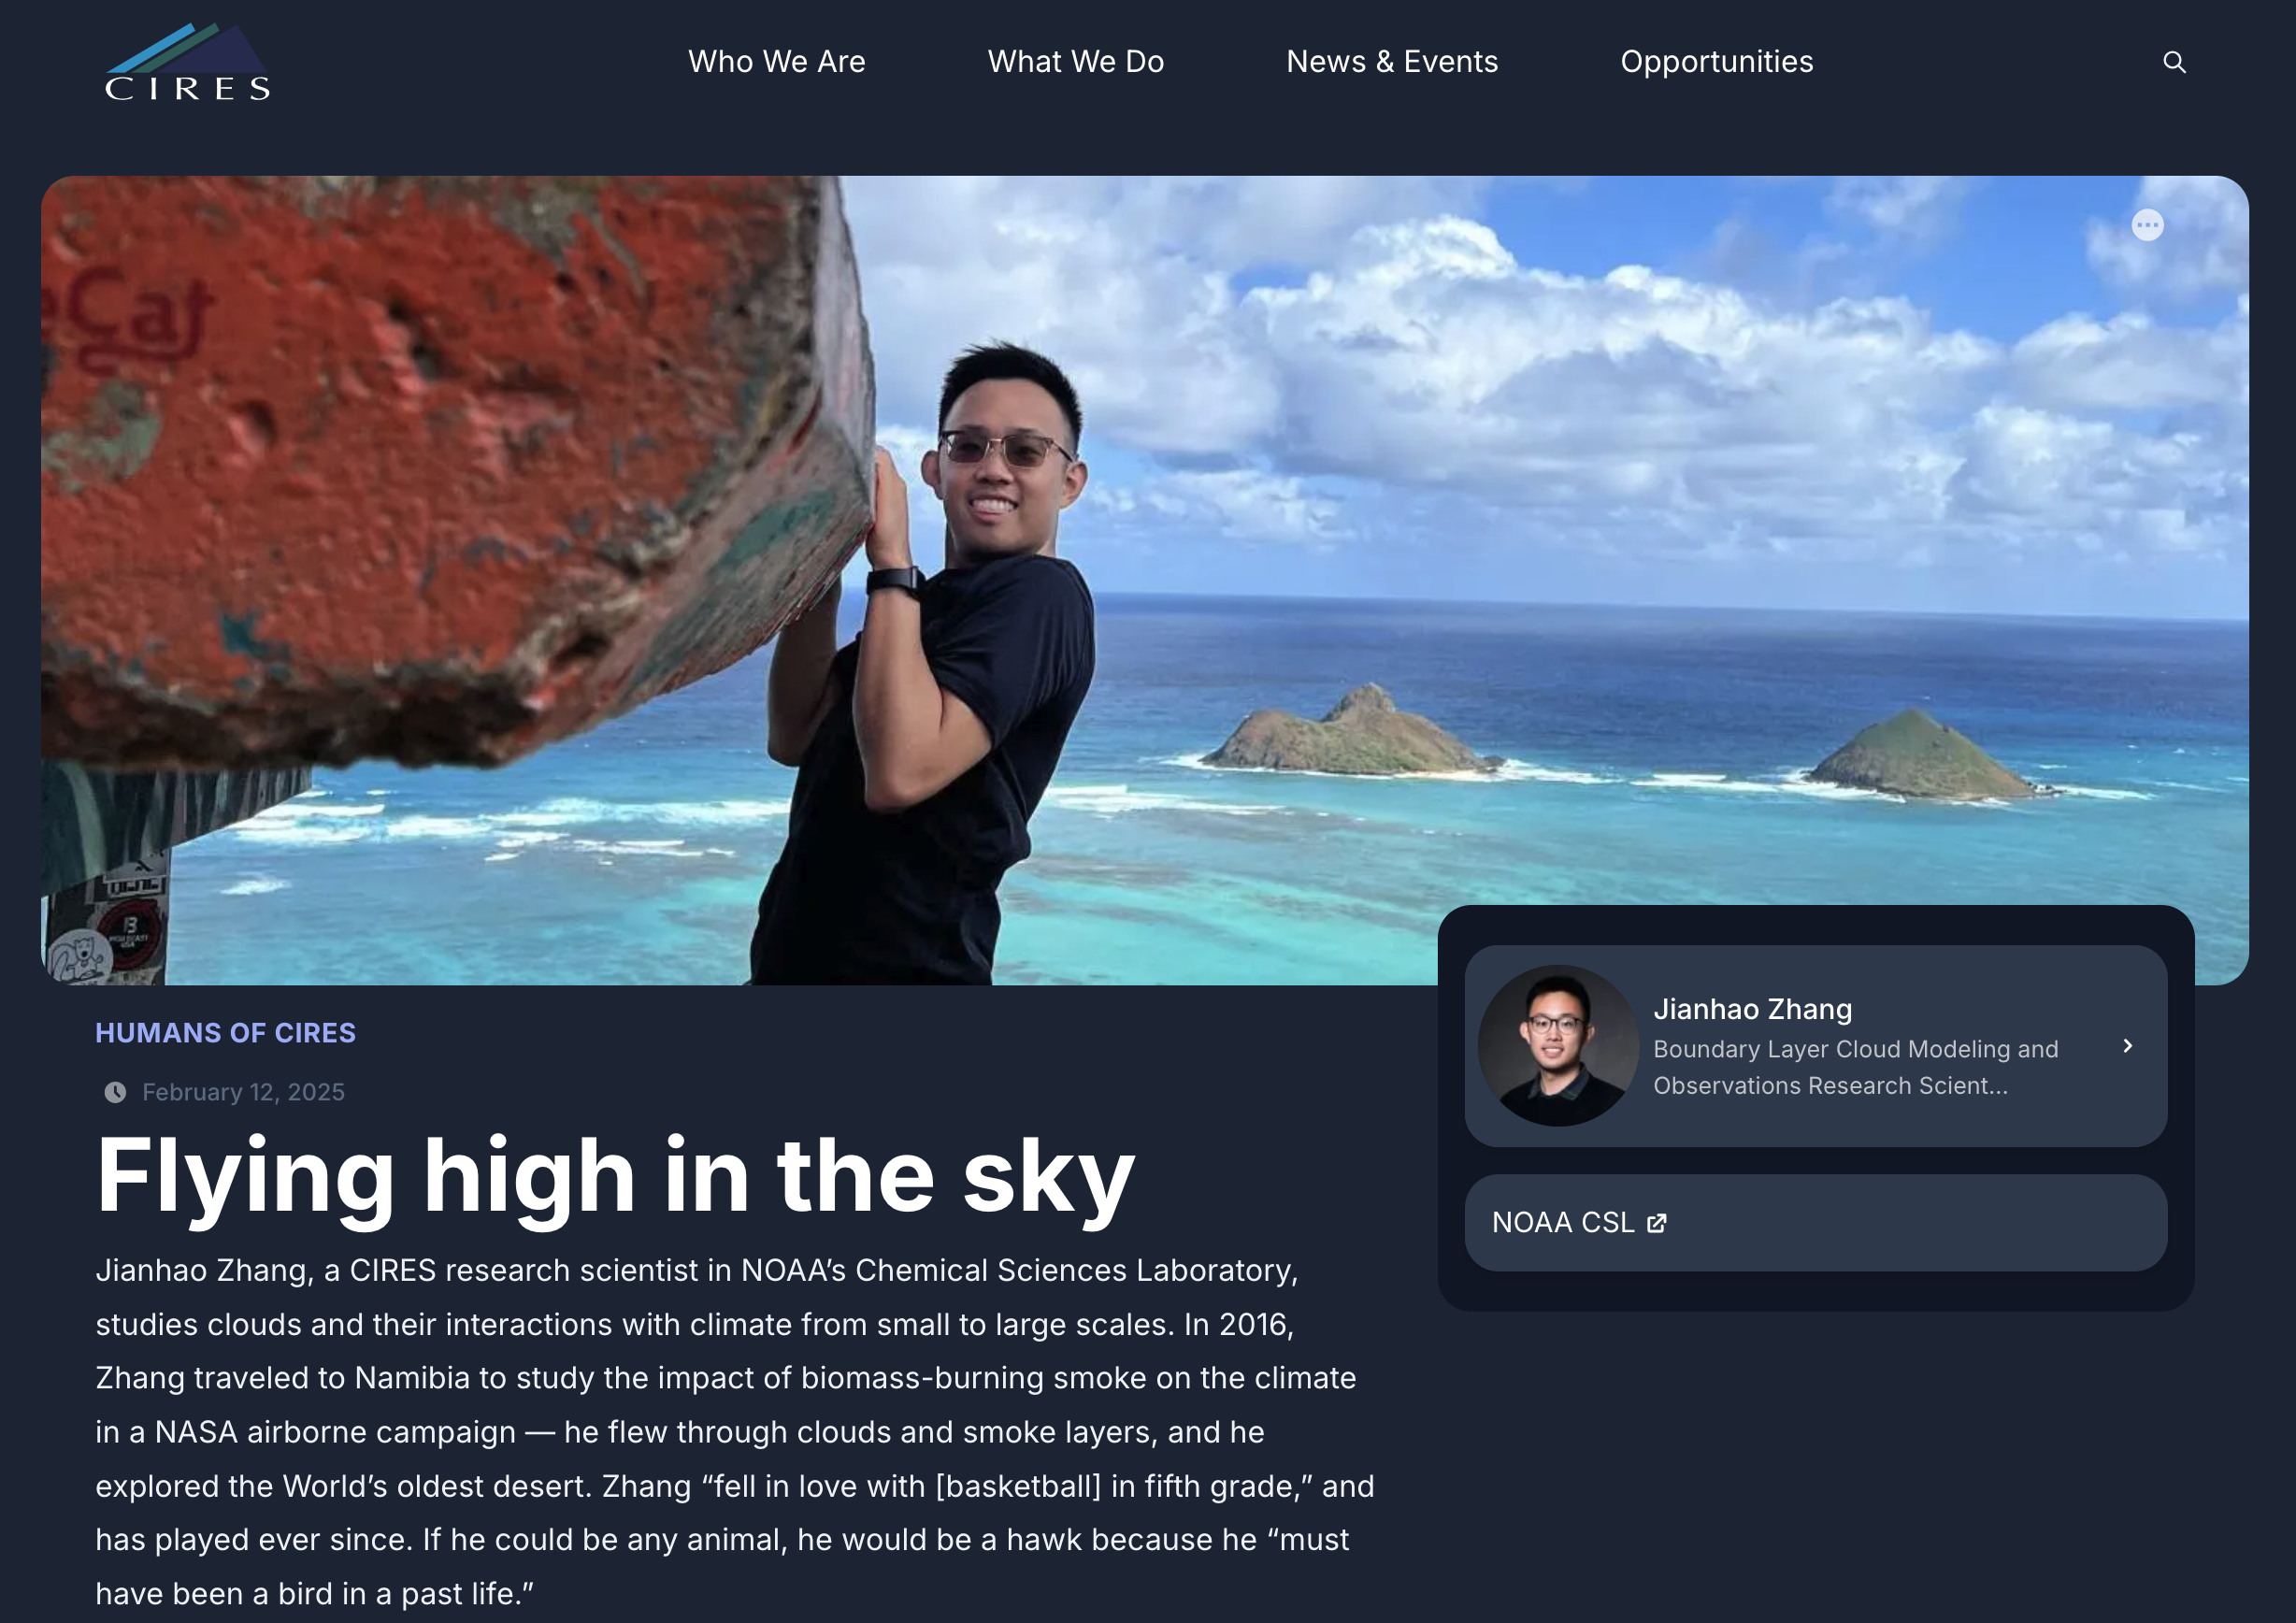 CIRES
Who We Are
What We Do
News & Events
Opportunities
eCaf
HUMANS OF CIRES
February 12, 2025
Flying high in the sky
Jianhao Zhang, a CIRES research scientist in NOAA’s Chemical Sciences Laboratory,
studies clouds and their interactions with climate from small to large scales. In 2016,
Zhang traveled to Namibia to study the impact of biomass-burning smoke on the climate
in a NASA airborne campaign — he flew through clouds and smoke layers, and he
explored the World’s oldest desert. Zhang “fell in love with [basketball] in fifth grade,” and
has played ever since. If he could be any animal, he would be a hawk because he “must
have been a bird in a past life.”
Jianhao Zhang
Boundary Layer Cloud Modeling and
Observations Research Scient...
NOAA CSL